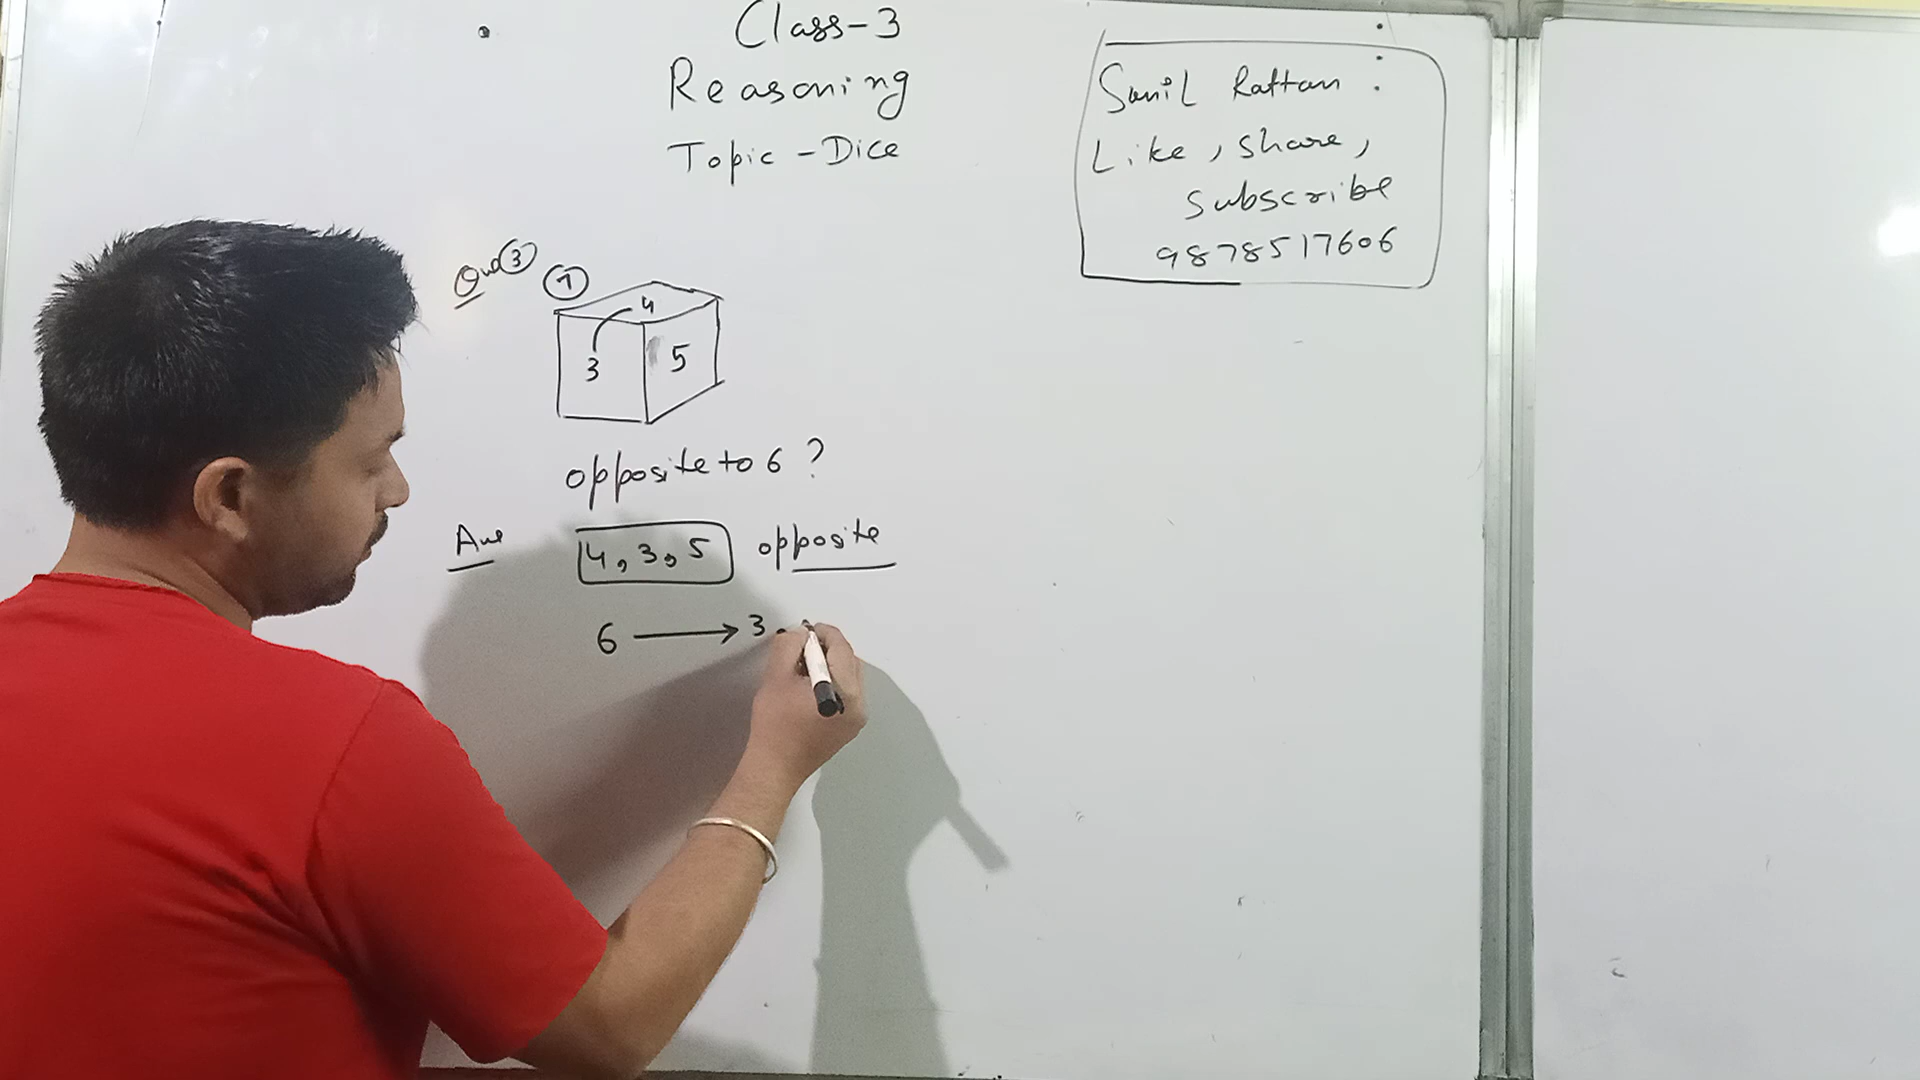 Class-3
Reasoning
Topic - Dice
Sunil Rattan :
Like, Share,
Subscribe
9878517606
Que 3
1
4
3
5
opposite to 6 ?
Ans
4, 3, 5 opposite
6 → 3